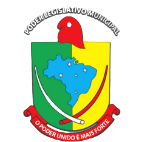 PODER LEGISLATIVO MUNICIPAL
O PODER UNIDO É MAIS FORTE